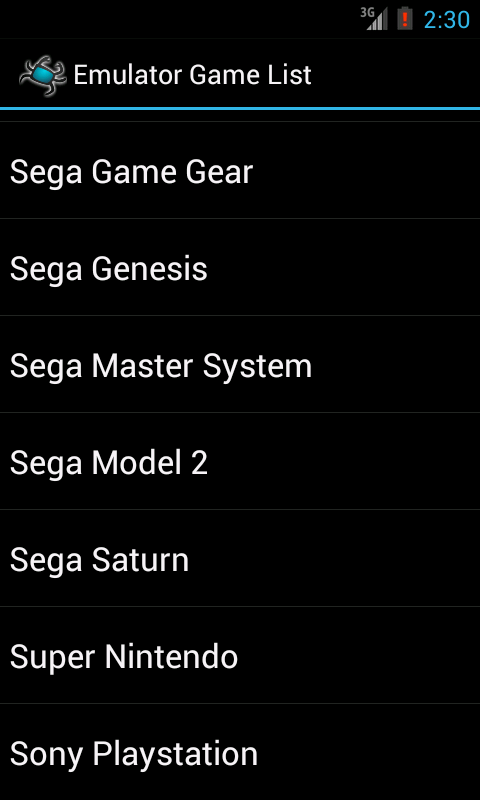 3G 2:30
Emulator Game List
Sega Game Gear
Sega Genesis
Sega Master System
Sega Model 2
Sega Saturn
Super Nintendo
Sony Playstation